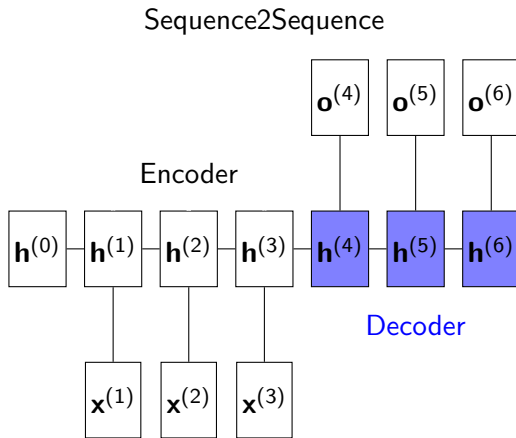 Sequence2Sequence
o(4) o(5) o(6)
Encoder
h(0) h(1) h(2) h(3) h(4) h(5) h(6)
Decoder
x(1) x(2) x(3)